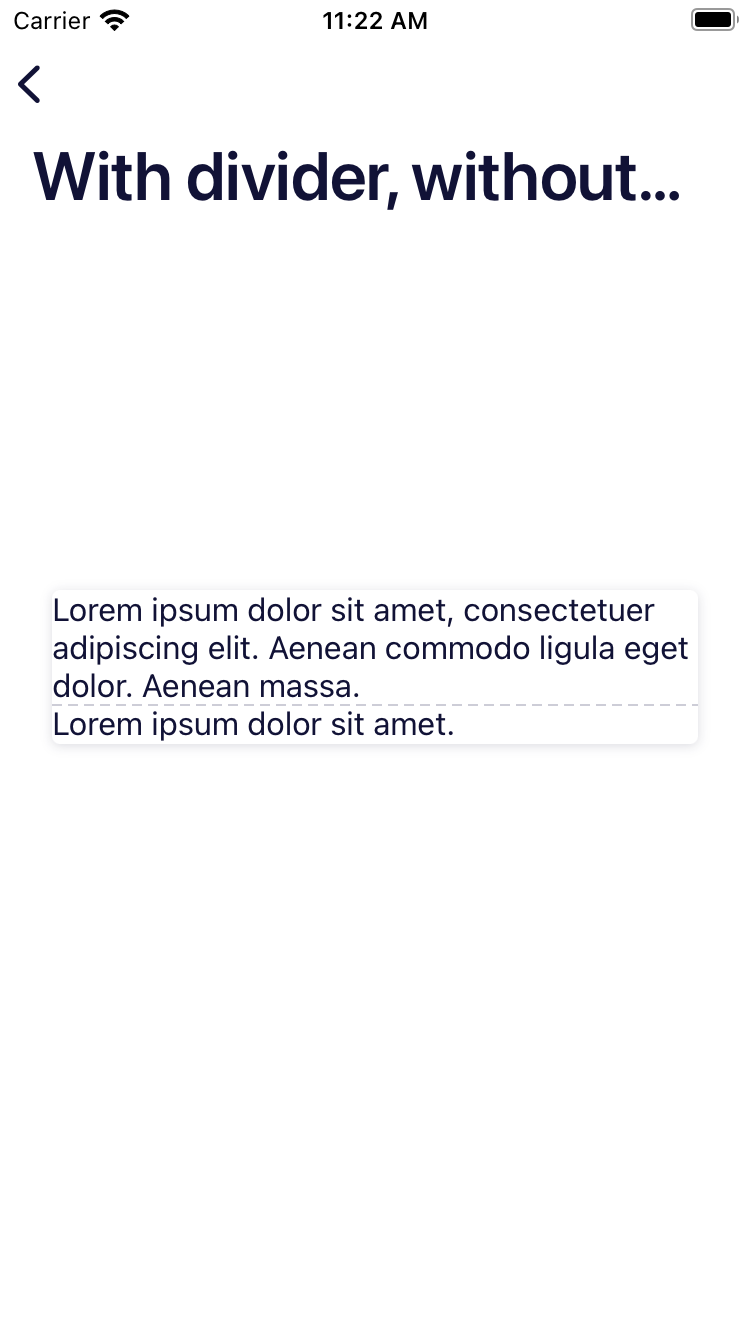 Carrier 11:22 AM
With divider, without...
Lorem ipsum dolor sit amet, consectetuer
adipiscing elit. Aenean commodo ligula eget
dolor. Aenean massa.
Lorem ipsum dolor sit amet.